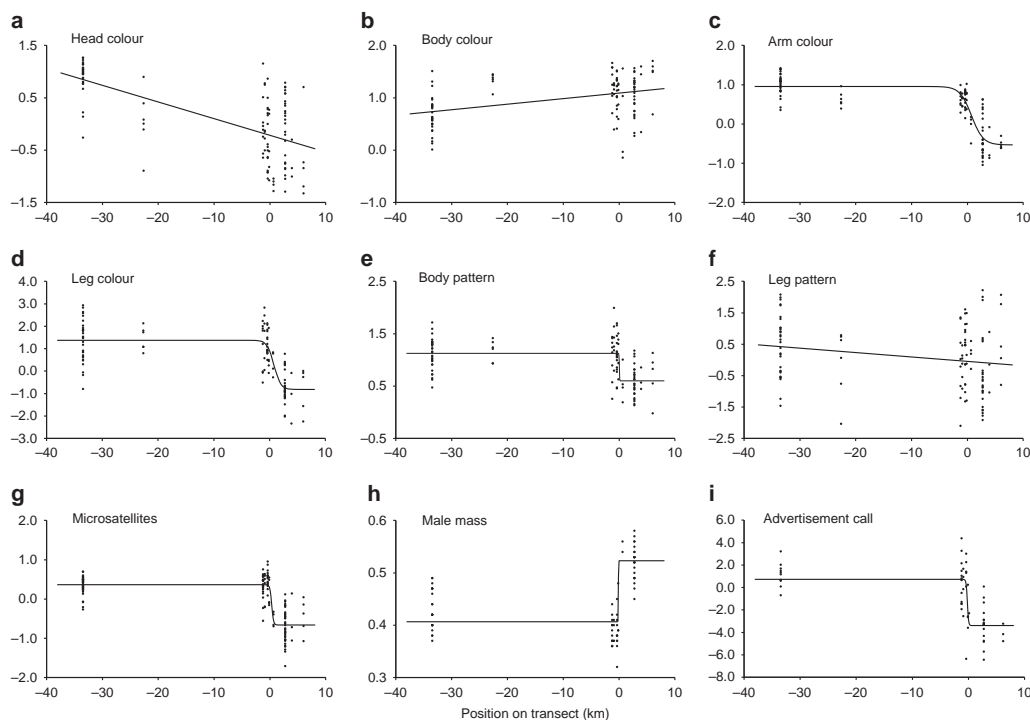 a Head colour
1.5
0.5
–0.5
–1.5
–40 –30 –20 –10 0 10
b Body colour
2.0
1.0
0.0
–1.0
–40 –30 –20 –10 0 10
c Arm colour
2.0
1.0
0.0
–1.0
–2.0
–40 –30 –20 –10 0 10
d Leg colour
4.0
3.0
2.0
1.0
0.0
–1.0
–2.0
–3.0
–40 –30 –20 –10 0 10
e Body pattern
2.5
1.5
0.5
–0.5
–40 –30 –20 –10 0 10
f Leg pattern
2.5
1.5
0.5
–0.5
–1.5
–2.5
–40 –30 –20 –10 0 10
g Microsatellites
2.0
1.0
0.0
–1.0
–2.0
–40 –30 –20 –10 0 10
h Male mass
0.6
0.5
0.4
0.3
–40 –30 –20 –10 0 10
i Advertisement call
6.0
4.0
2.0
0.0
–2.0
–4.0
–6.0
–8.0
–40 –30 –20 –10 0 10
Position on transect (km)